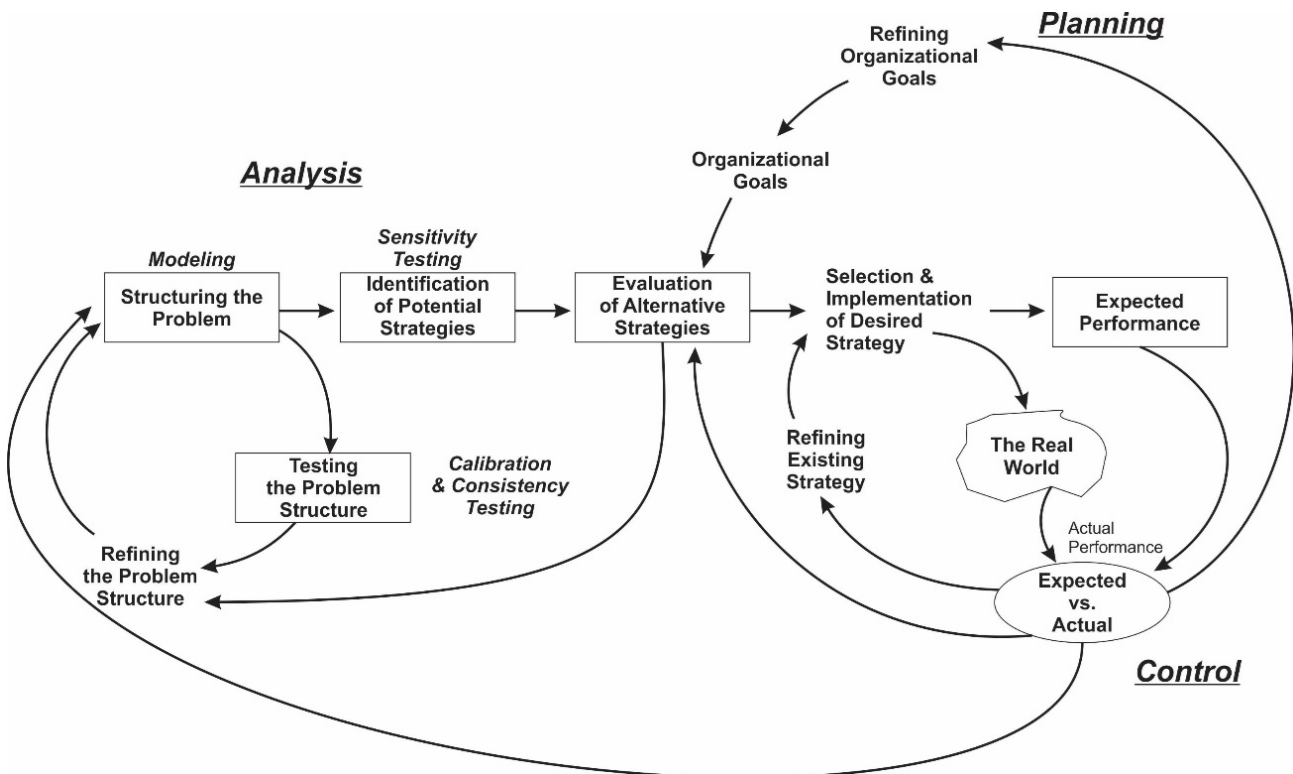 Planning
Refining
Organizational
Goals
Organizational
Goals
Analysis
Modeling
Structuring the
Problem
Sensitivity
Testing
Identification
of Potential
Strategies
Evaluation
of Alternative
Strategies
Selection &
Implementation
of Desired
Strategy
Expected
Performance
Testing
the Problem
Structure
Calibration
& Consistency
Testing
Refining
Existing
Strategy
The Real
World
Actual
Performance
Refining
the Problem
Structure
Expected
vs.
Actual
Control